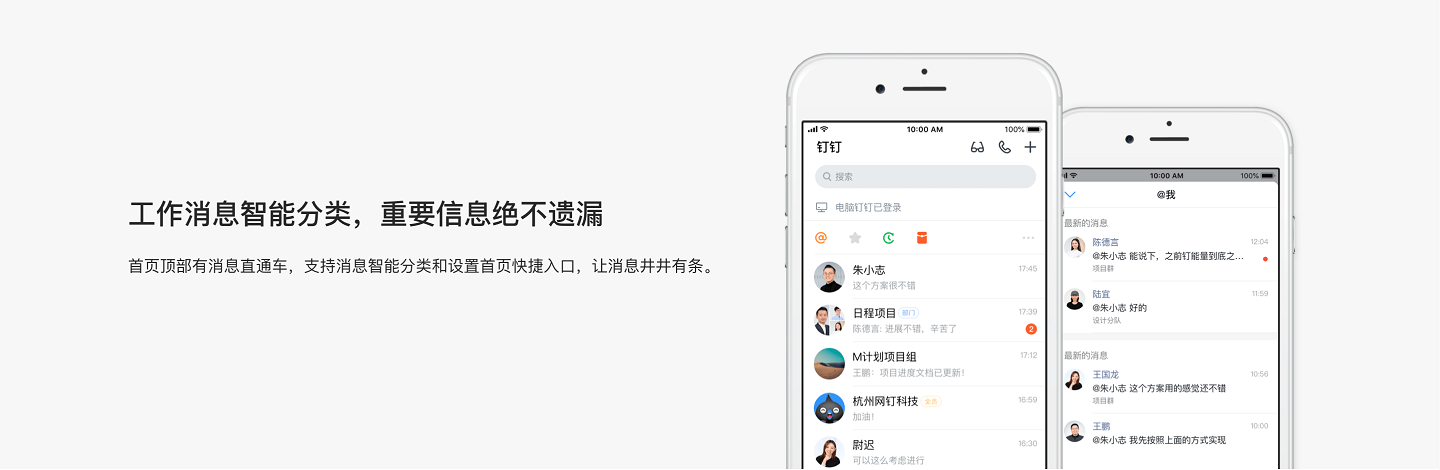 工作消息智能分类，重要信息绝不遗漏
首页顶部有消息直通车，支持消息智能分类和设置首页快捷入口，让消息井井有条。
10:00 AM
100%
钉钉
搜索
电脑钉钉已登录
朱小志
17:45
这个方案很不错
日程项目 部门
17:39
陈德言: 进展不错，辛苦了
2
M计划项目组
17:12
王鹏：项目进度文档已更新！
杭州网钉科技 全员
16:59
加油！
尉迟
16:30
可以这么考虑进行
10:00 AM
100%
@我
最新的消息
陈德言
12:04
@朱小志 能说下，之前钉能量到底之...
项目群
陆宜
11:59
@朱小志 好的
设计分队
最新的消息
王国龙
10:56
@朱小志 这个方案用的感觉还不错
项目群
王鹏
10:00
@朱小志 我先按照上面的方式实现